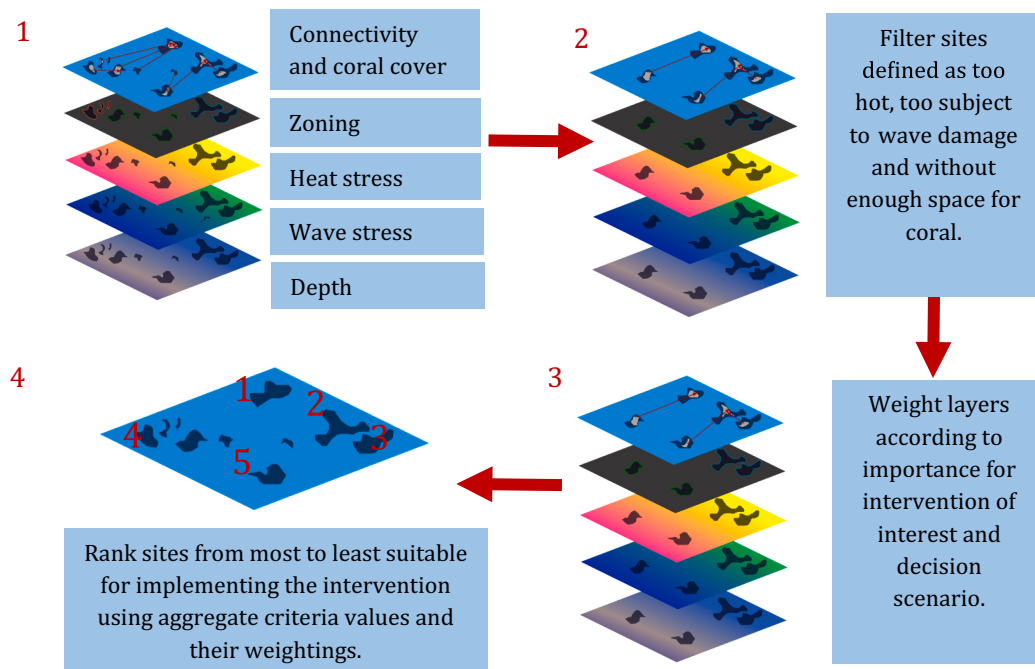 1
Connectivity
and coral cover
Zoning
Heat stress
Wave stress
Depth
2
Filter sites
defined as too
hot, too subject
to wave damage
and without
enough space for
coral.
3
Weight layers
according to
importance for
intervention of
interest and
decision
scenario.
4
1
2
3
4
5
Rank sites from most to least suitable
for implementing the intervention
using aggregate criteria values and
their weightings.